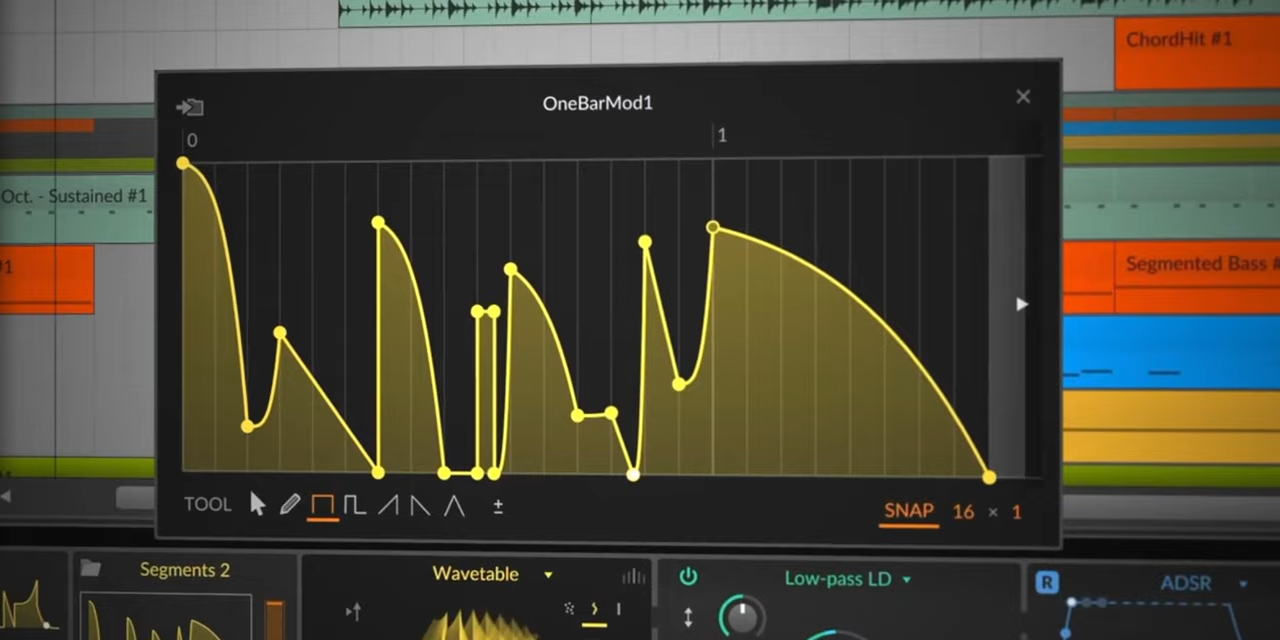 ChordHit #1
OneBarMod1
0
1
Oct. - Sustained #1
#1
Segmented Bass #
TOOL
SNAP 16 × 1
Segments 2
Wavetable
Low-pass LD
R
ADSR